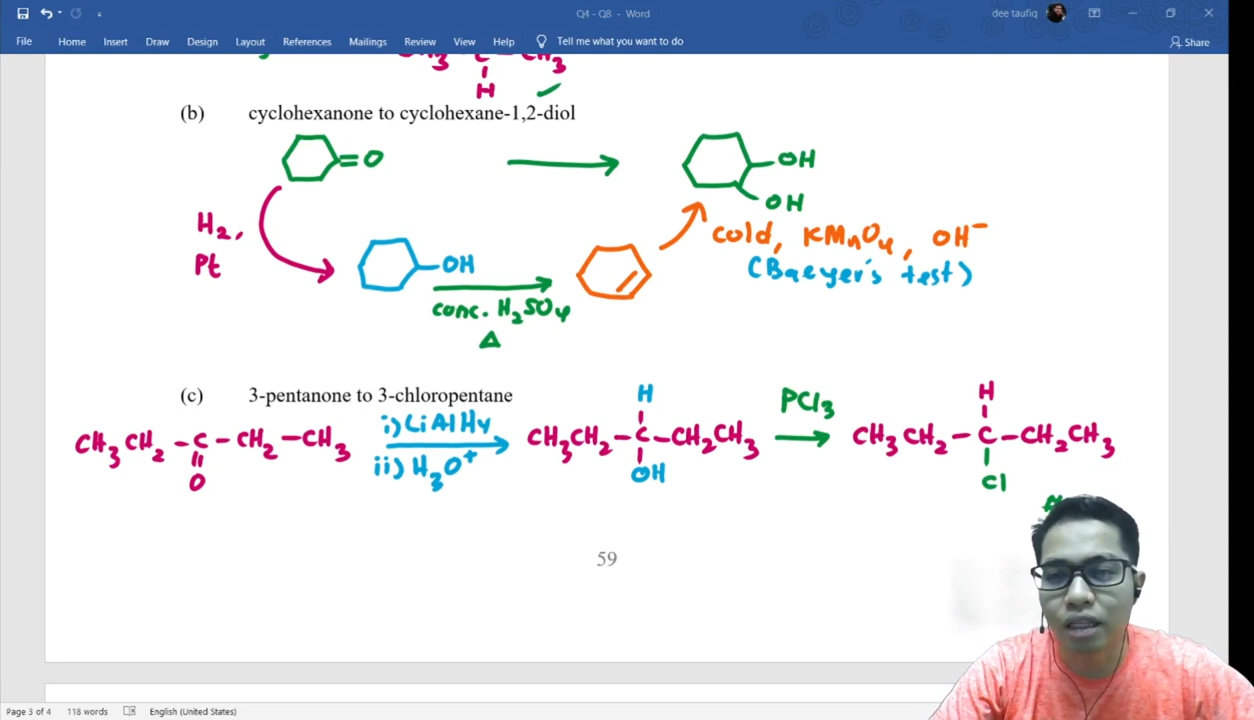 Q4 - Q8 - Word
dee taufiq
File Home Insert Draw Design Layout References Mailings Review View Help Tell me what you want to do Share
H
(b) cyclohexanone to cyclohexane-1,2-diol
=O
OH
OH
H2,
Pt
OH
conc. H2SO4
Δ
cold, KMnO4, OH⁻
(Baeyer's test)
(c) 3-pentanone to 3-chloropentane
CH3CH2-C-CH2-CH3
O
i) LiAlH4
ii) H3O+
H
CH3CH2-C-CH2CH3
OH
PCl3
H
CH3CH2-C-CH2CH3
Cl
59
Page 3 of 4 118 words English (United States)